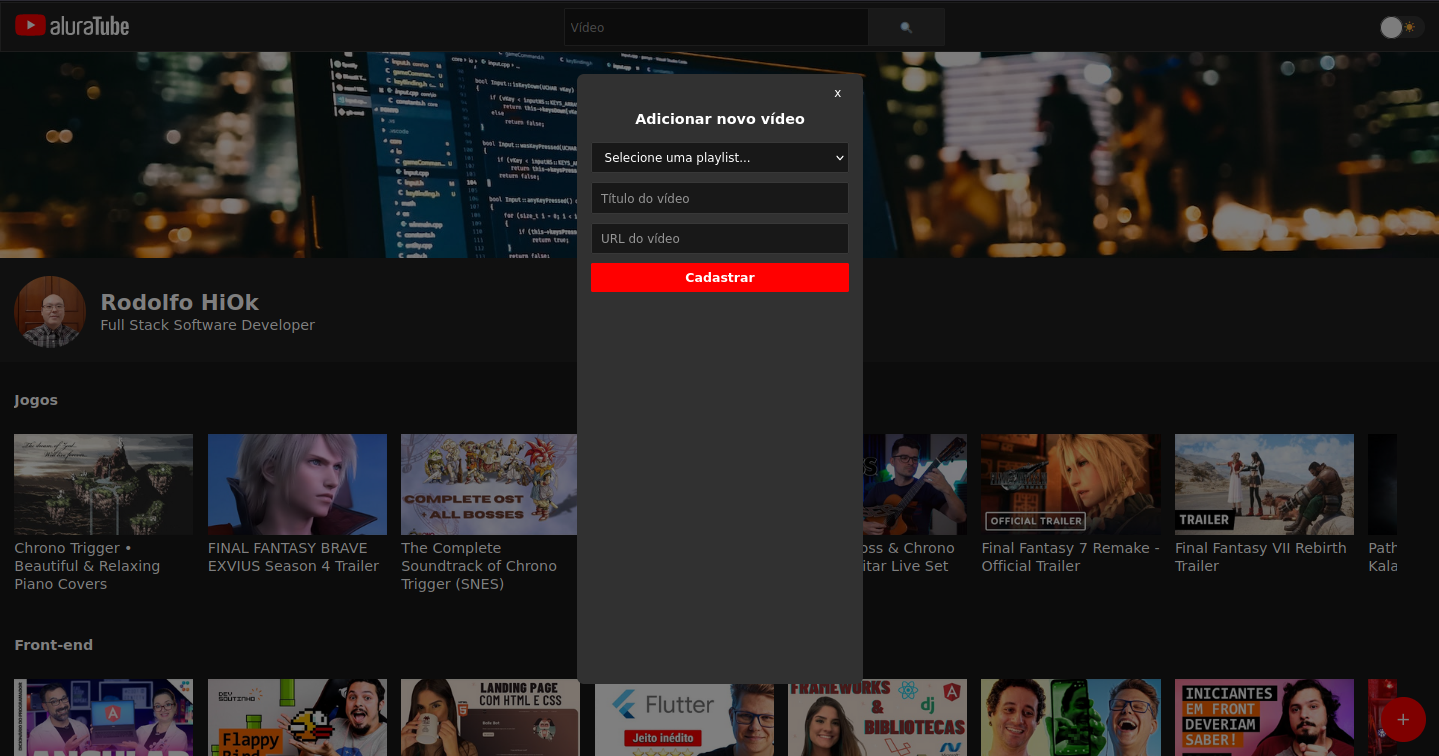 aluraTube
Vídeo
x
Adicionar novo vídeo
Selecione uma playlist...
Título do vídeo
URL do vídeo
Cadastrar
Rodolfo HiOk
Full Stack Software Developer
Jogos
COMPLETE OST
+ ALL BOSSES
OFFICIAL TRAILER
TRAILER
Chrono Trigger •
Beautiful & Relaxing
Piano Covers
FINAL FANTASY BRAVE
EXVIUS Season 4 Trailer
The Complete
Soundtrack of Chrono
Trigger (SNES)
oss & Chrono
itar Live Set
Final Fantasy 7 Remake -
Official Trailer
Final Fantasy VII Rebirth
Trailer
Path
Kala
Front-end
ANGULAR
DEV
SOUTINHO
Flappy
Bird
LANDING PAGE
COM HTML E CSS
Flutter
Jeito inédito
FRAMEWORKS
&
dj
BIBLIOTECAS
INICIANTES
EM FRONT
DEVERIAM
SABER!
+